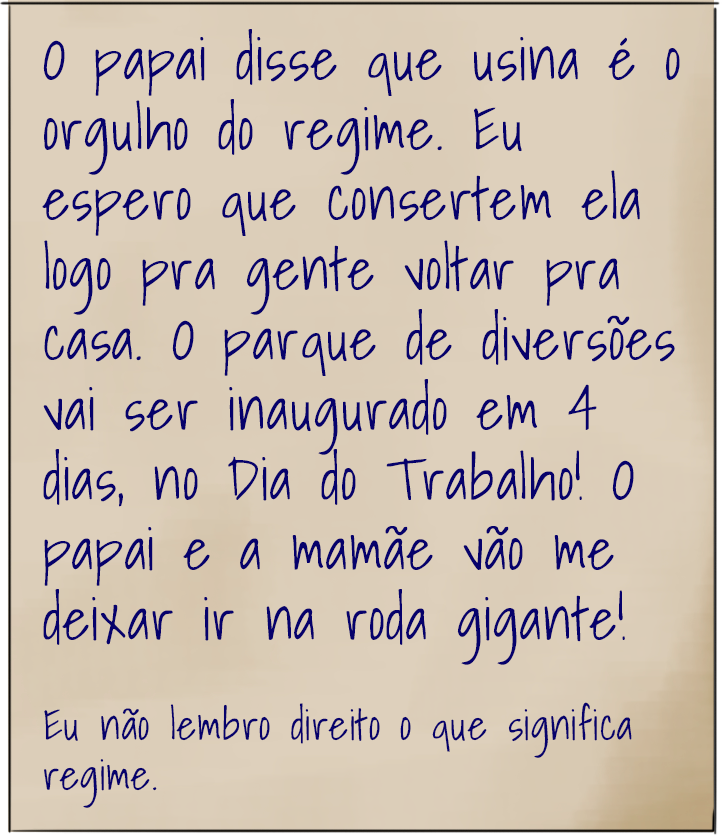 O papai disse que usina é o
orgulho do regime. Eu
espero que consertem ela
logo pra gente voltar pra
casa. O parque de diversões
vai ser inaugurado em 4
dias, no Dia do Trabalho! O
papai e a mamãe vão me
deixar ir na roda gigante!
Eu não lembro direito o que significa
regime.